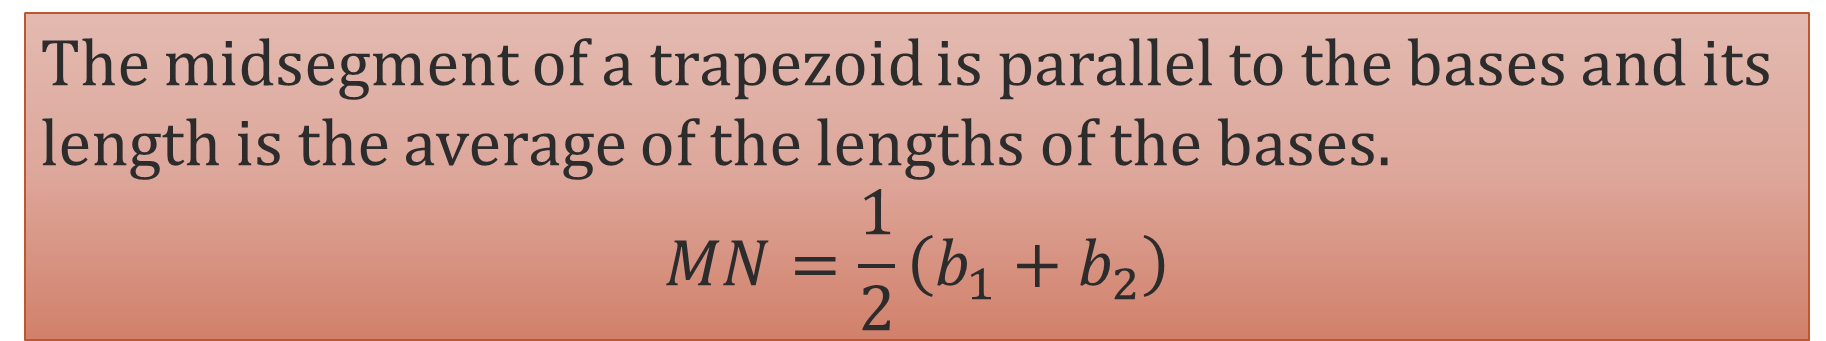 The midsegment of a trapezoid is parallel to the bases and its
length is the average of the lengths of the bases.
𝑀𝑁 = 1/2 (𝑏₁ + 𝑏₂)